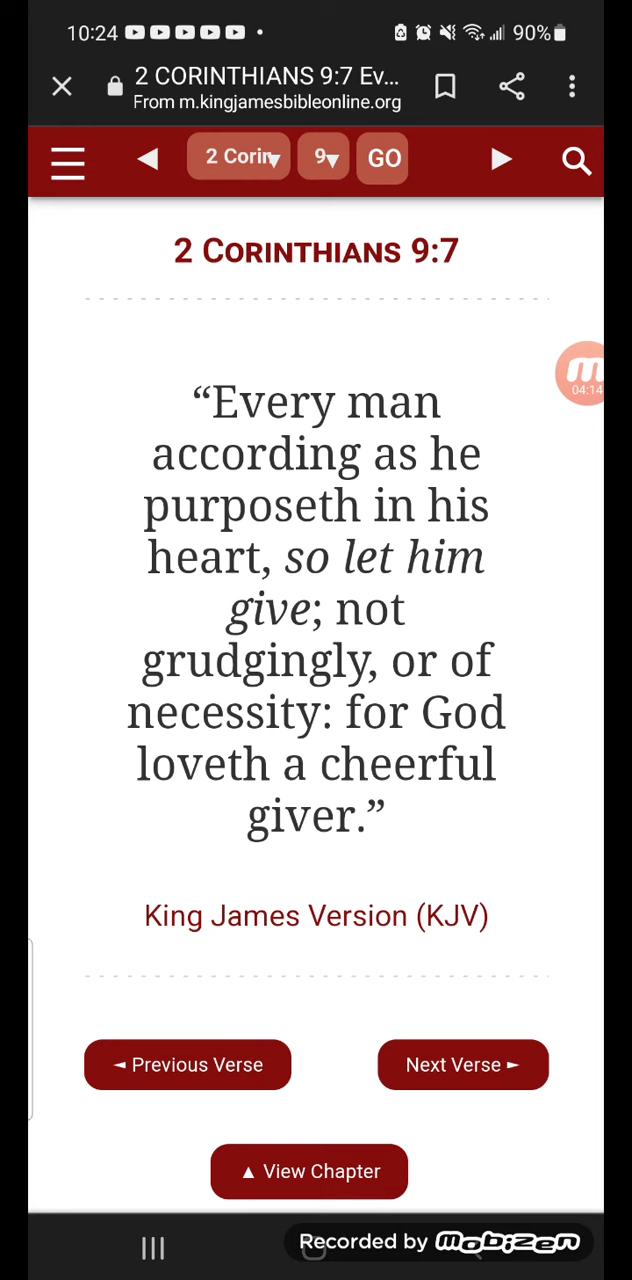 10:24 90%
2 CORINTHIANS 9:7 Ev...
From m.kingjamesbibleonline.org
2 Corin 9 GO
2 CORINTHIANS 9:7
“Every man
according as he
purposeth in his
heart, so let him
give; not
grudgingly, or of
necessity: for God
loveth a cheerful
giver.”
m
04:14
King James Version (KJV)
◄ Previous Verse
Next Verse ►
▲ View Chapter
Recorded by mobizen